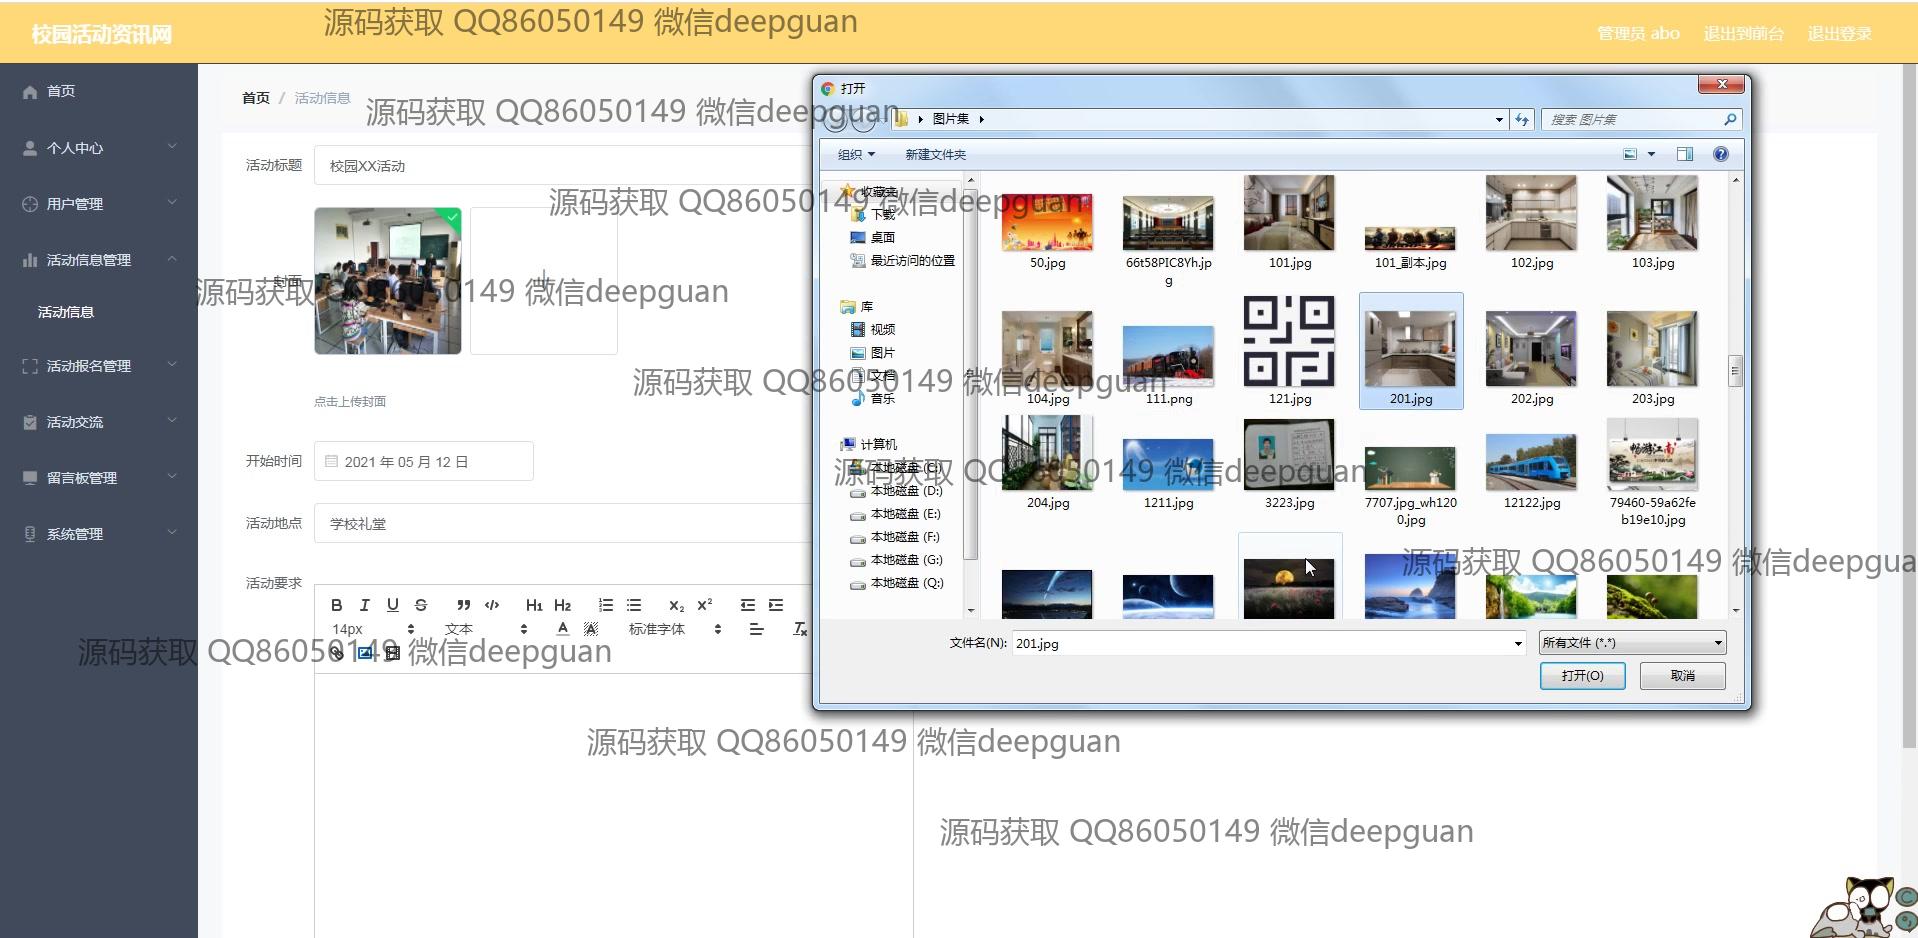 校园活动资讯网
管理员 abo
退出到前台
退出登录
源码获取 QQ86050149 微信deepguan
首页
个人中心
用户管理
活动信息管理
活动信息
活动报名管理
活动交流
留言板管理
系统管理
首页 / 活动信息
源码获取 QQ86050149 微信deepguan
活动标题
校园XX活动
源码获取 QQ86050149 微信deepguan
封面
源码获取 QQ86050149 微信deepguan
点击上传封面
源码获取 QQ86050149 微信deepguan
开始时间
2021 年 05 月 12 日
源码获取 QQ86050149 微信deepguan
活动地点
学校礼堂
源码获取 QQ86050149 微信deepgua
活动要求
B I U S H1 H2 X2 X2
14px 文本 A 标准字体
源码获取 QQ86050149 微信deepguan
源码获取 QQ86050149 微信deepguan
源码获取 QQ86050149 微信deepguan
打开
图片集
搜索 图片集
组织
新建文件夹
收藏夹
下载
桌面
最近访问的位置
库
视频
图片
文档
音乐
计算机
本地磁盘 (C:)
本地磁盘 (D:)
本地磁盘 (E:)
本地磁盘 (F:)
本地磁盘 (G:)
本地磁盘 (Q:)
50.jpg
66t58PIC8Yh.jp
g
101.jpg
101_副本.jpg
102.jpg
103.jpg
104.jpg
111.png
121.jpg
201.jpg
202.jpg
203.jpg
204.jpg
1211.jpg
3223.jpg
7707.jpg_wh120
0.jpg
12122.jpg
畅游江南
79460-59a62fe
b19e10.jpg
文件名(N):
201.jpg
所有文件 (*.*)
打开(O)
取消